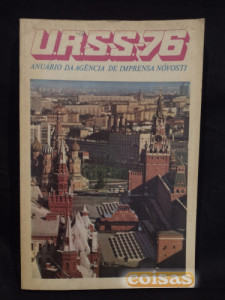 URSS·76
ANUÁRIO DA AGÊNCIA DE IMPRENSA NÓVOSTI
coisas